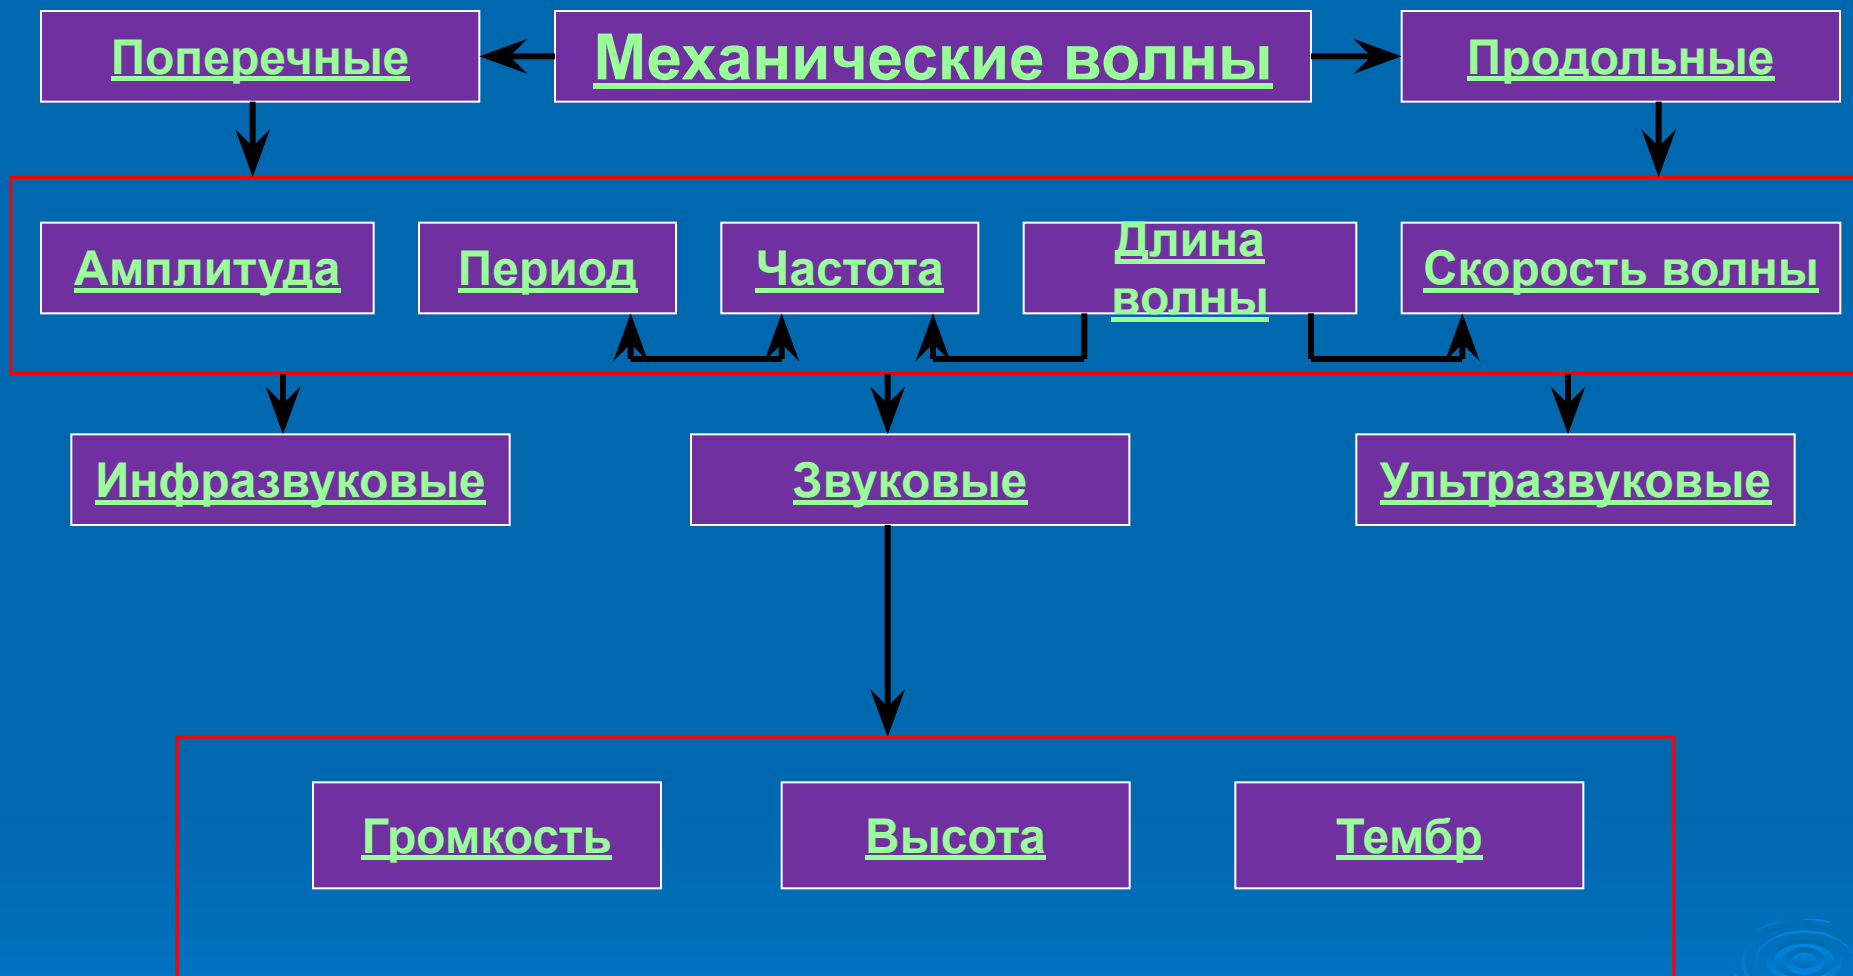 Поперечные
Механические волны
Продольные
Амплитуда
Период
Частота
Длина
волны
Скорость волны
Инфразвуковые
Звуковые
Ультразвуковые
Громкость
Высота
Тембр